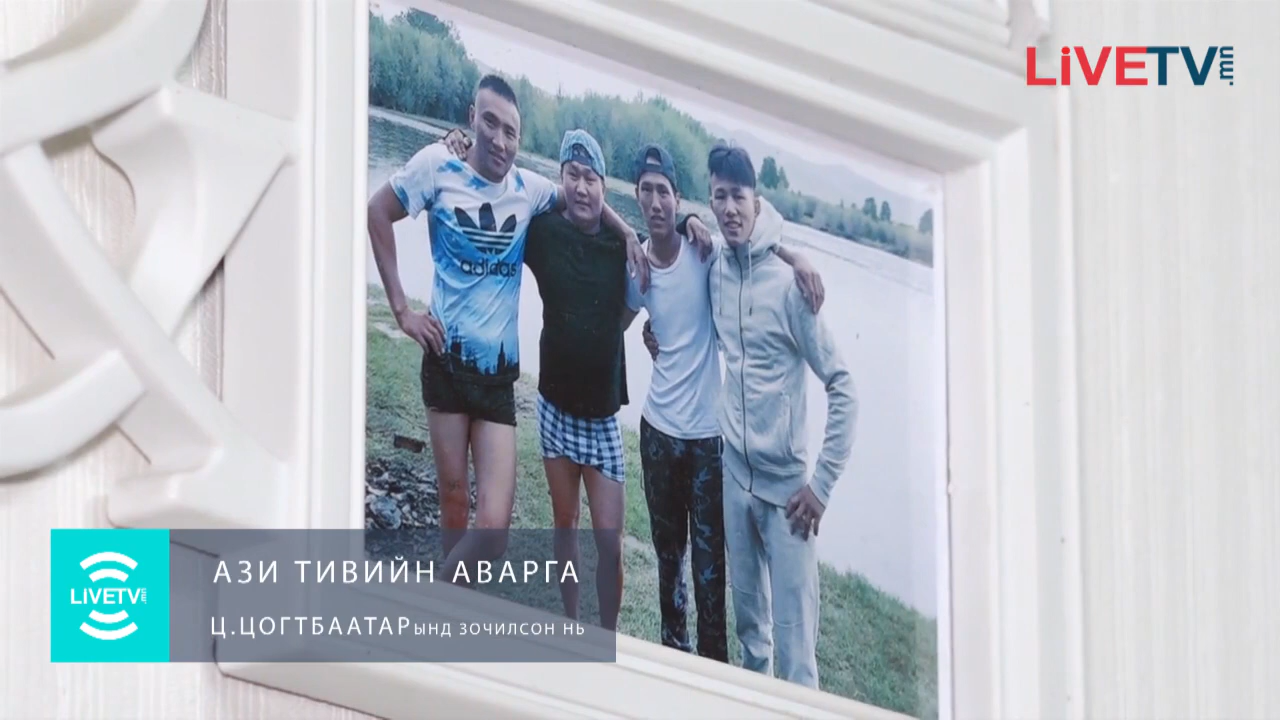 LiVETV.mn
adidas
АЗИ ТИВИЙН АВАРГА
LiVETV.mn
Ц.ЦОГТБААТАРЫНД ЗОЧИЛСОН НЬ